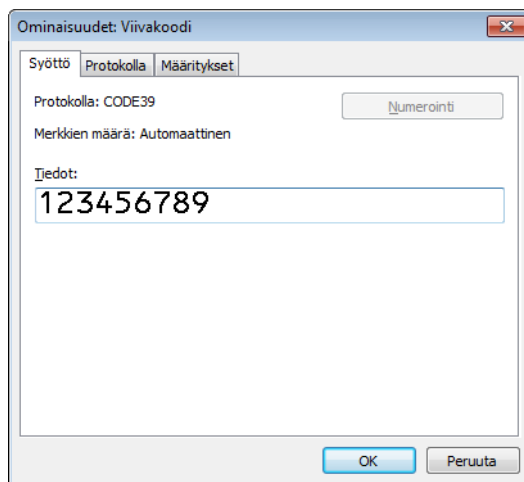 Ominaisuudet: Viivakoodi
Syöttö Protokolla Määritykset
Protokolla: CODE39 Numerointi
Merkkien määrä: Automaattinen
Tiedot:
123456789
OK Peruuta